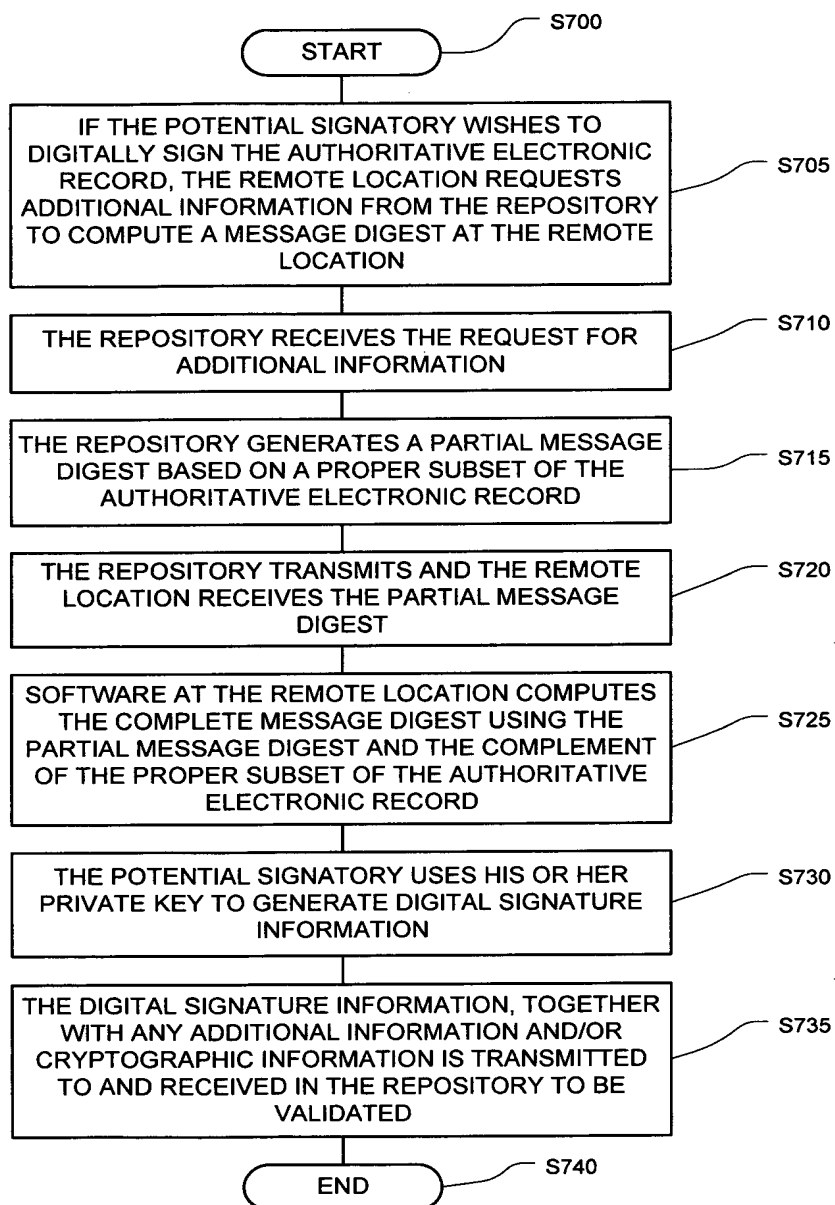 S700
START
IF THE POTENTIAL SIGNATORY WISHES TO
DIGITALLY SIGN THE AUTHORITATIVE ELECTRONIC
RECORD, THE REMOTE LOCATION REQUESTS
ADDITIONAL INFORMATION FROM THE REPOSITORY
TO COMPUTE A MESSAGE DIGEST AT THE REMOTE
LOCATION
S705
THE REPOSITORY RECEIVES THE REQUEST FOR
ADDITIONAL INFORMATION
S710
THE REPOSITORY GENERATES A PARTIAL MESSAGE
DIGEST BASED ON A PROPER SUBSET OF THE
AUTHORITATIVE ELECTRONIC RECORD
S715
THE REPOSITORY TRANSMITS AND THE REMOTE
LOCATION RECEIVES THE PARTIAL MESSAGE
DIGEST
S720
SOFTWARE AT THE REMOTE LOCATION COMPUTES
THE COMPLETE MESSAGE DIGEST USING THE
PARTIAL MESSAGE DIGEST AND THE COMPLEMENT
OF THE PROPER SUBSET OF THE AUTHORITATIVE
ELECTRONIC RECORD
S725
THE POTENTIAL SIGNATORY USES HIS OR HER
PRIVATE KEY TO GENERATE DIGITAL SIGNATURE
INFORMATION
S730
THE DIGITAL SIGNATURE INFORMATION, TOGETHER
WITH ANY ADDITIONAL INFORMATION AND/OR
CRYPTOGRAPHIC INFORMATION IS TRANSMITTED
TO AND RECEIVED IN THE REPOSITORY TO BE
VALIDATED
S735
END
S740